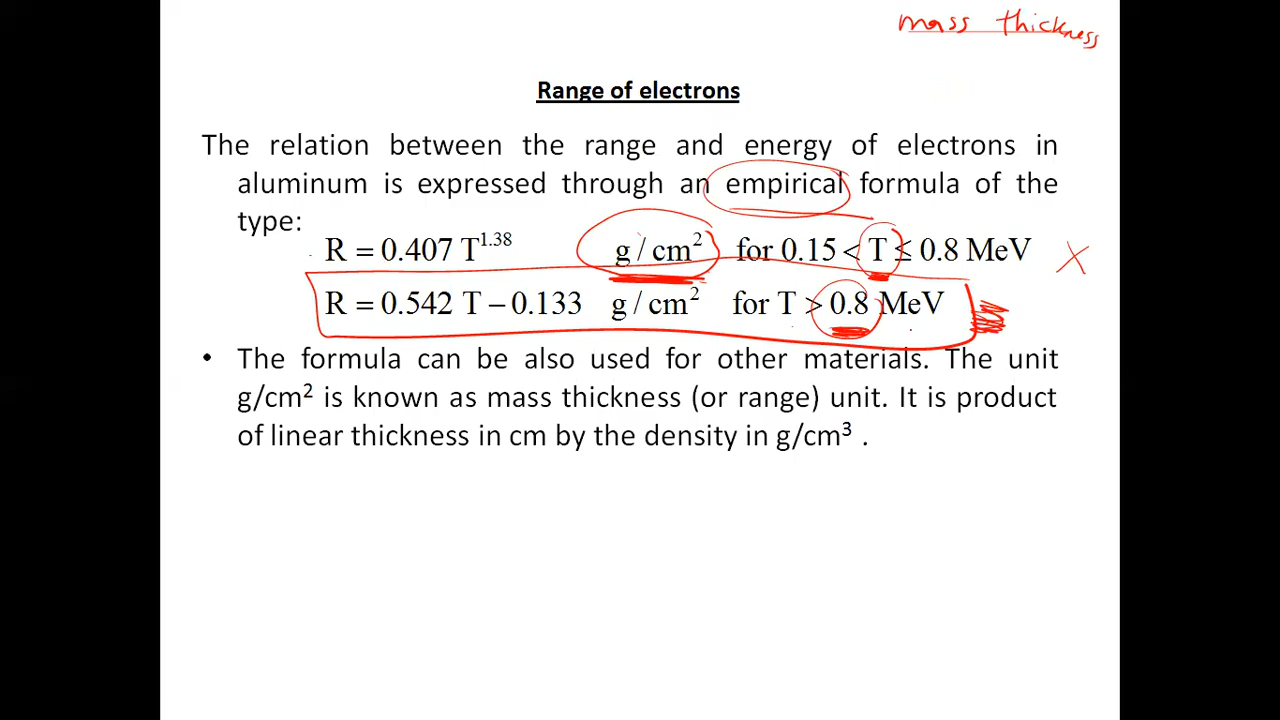 mass thickness
Range of electrons
The relation between the range and energy of electrons in
aluminum is expressed through an empirical formula of the
type:
R = 0.407 T^1.38 g / cm² for 0.15 < T ≤ 0.8 MeV
R = 0.542 T − 0.133 g / cm² for T > 0.8 MeV
• The formula can be also used for other materials. The unit
g/cm² is known as mass thickness (or range) unit. It is product
of linear thickness in cm by the density in g/cm³ .